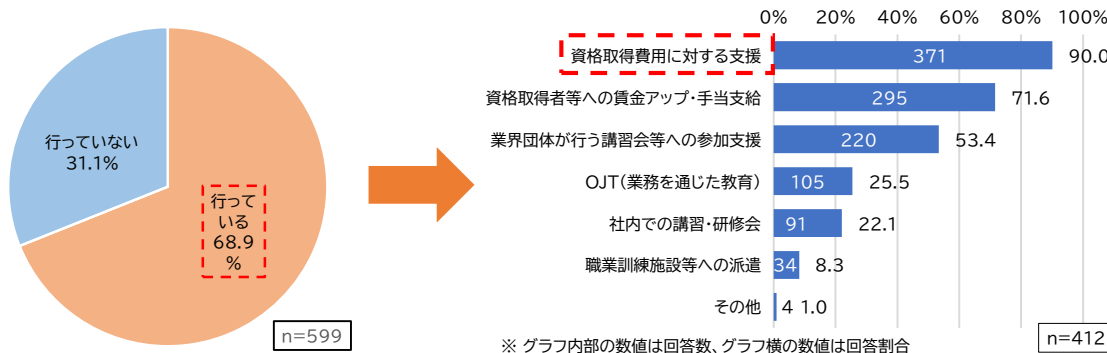 行っていない
31.1%
行って
いる
68.9
%
n=599
0% 20% 40% 60% 80% 100%
資格取得費用に対する支援 371 90.0
資格取得者等への賃金アップ・手当支給 295 71.6
業界団体が行う講習会等への参加支援 220 53.4
OJT(業務を通じた教育) 105 25.5
社内での講習・研修会 91 22.1
職業訓練施設等への派遣 34 8.3
その他 4 1.0
※ グラフ内部の数値は回答数、グラフ横の数値は回答割合
n=412